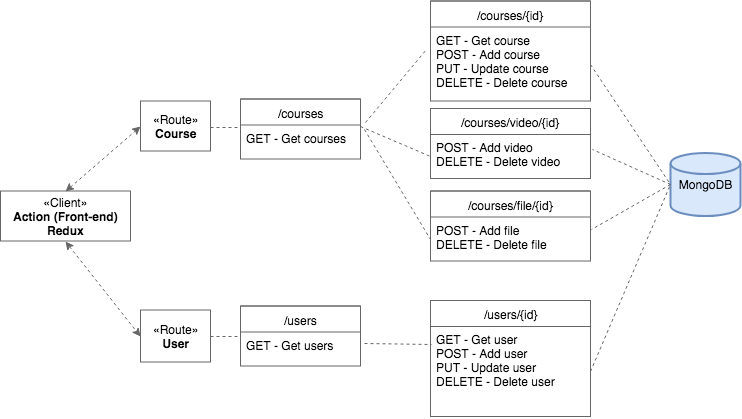 /courses/{id}
GET - Get course
POST - Add course
PUT - Update course
DELETE - Delete course
«Route»
Course
/courses
GET - Get courses
/courses/video/{id}
POST - Add video
DELETE - Delete video
MongoDB
«Client»
Action (Front-end)
Redux
/courses/file/{id}
POST - Add file
DELETE - Delete file
«Route»
User
/users
GET - Get users
/users/{id}
GET - Get user
POST - Add user
PUT - Update user
DELETE - Delete user